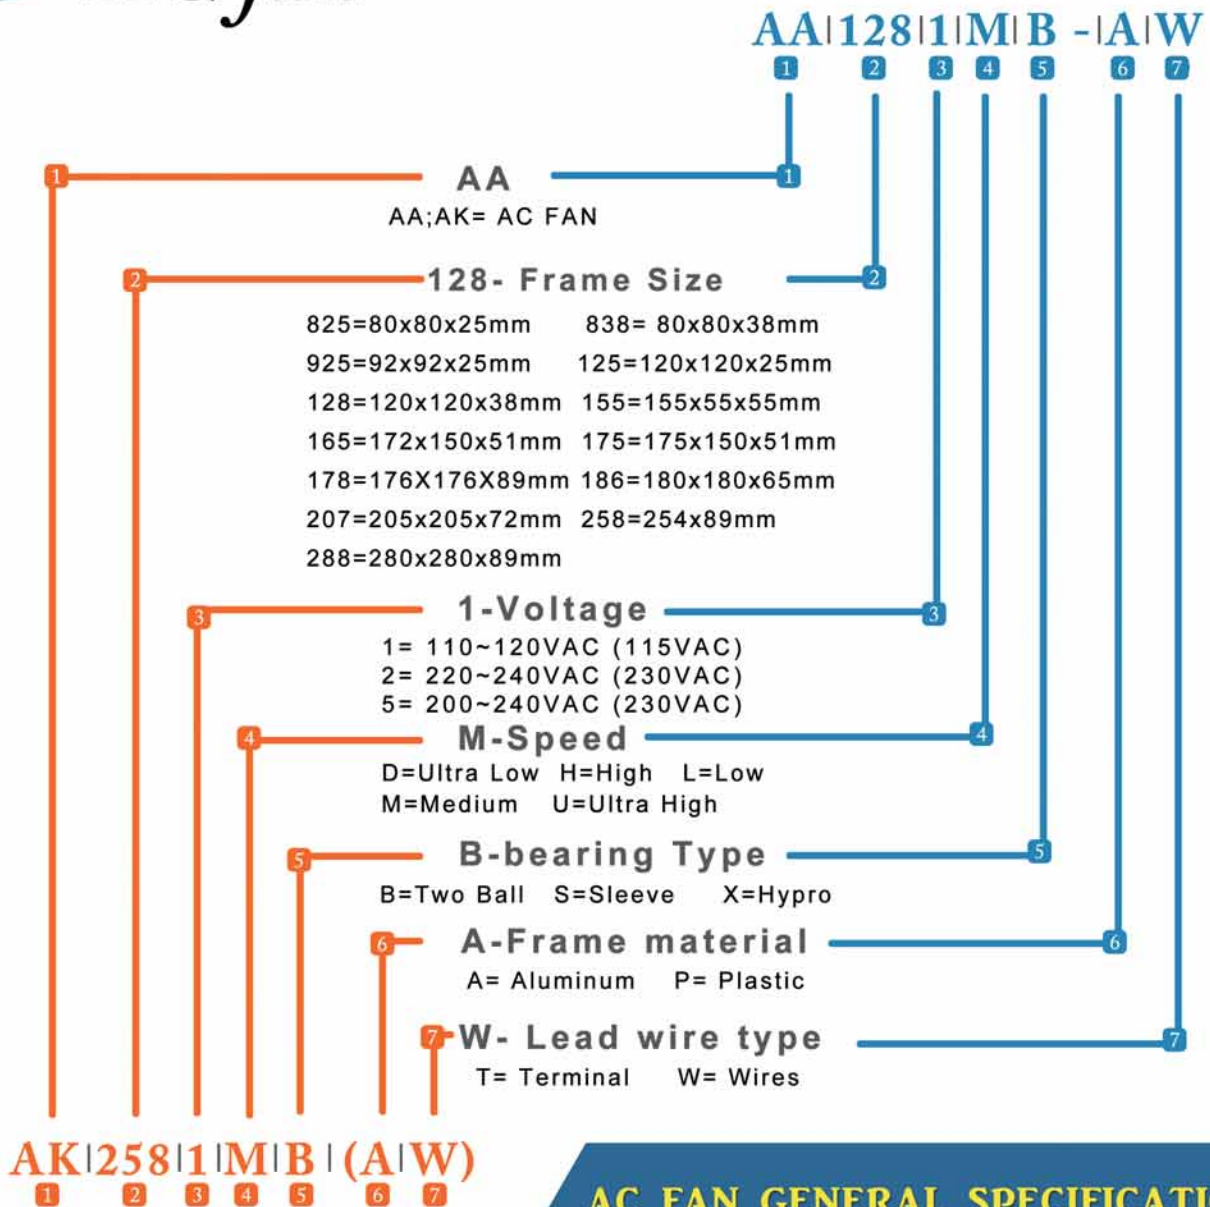 AA|128|1|M|B -|A|W
1 2 3 4 5 6 7
1 AA 1
AA;AK= AC FAN
2 128- Frame Size 2
825=80x80x25mm 838= 80x80x38mm
925=92x92x25mm 125=120x120x25mm
128=120x120x38mm 155=155x55x55mm
165=172x150x51mm 175=175x150x51mm
178=176X176X89mm 186=180x180x65mm
207=205x205x72mm 258=254x89mm
288=280x280x89mm
3 1-Voltage 3
1= 110~120VAC (115VAC)
2= 220~240VAC (230VAC)
5= 200~240VAC (230VAC)
4 M-Speed 4
D=Ultra Low H=High L=Low
M=Medium U=Ultra High
5 B-bearing Type 5
B=Two Ball S=Sleeve X=Hypro
6 A-Frame material 6
A= Aluminum P= Plastic
7 W- Lead wire type 7
T= Terminal W= Wires
AK|258|1|M|B|(A|W)
1 2 3 4 5 6 7
AC FAN GENERAL